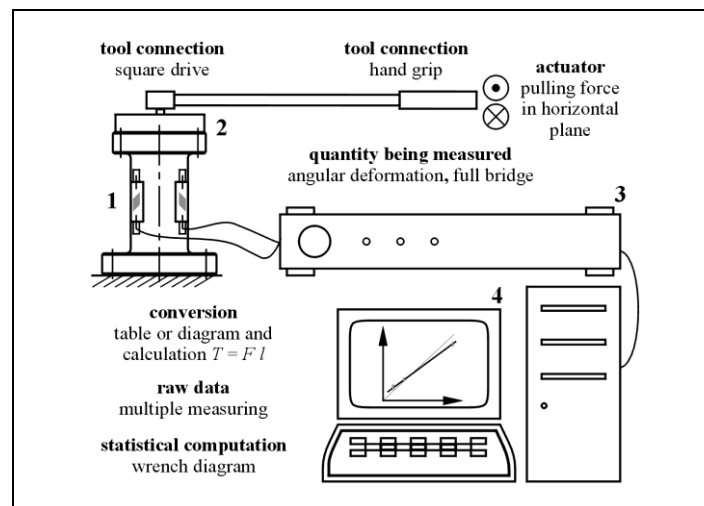 tool connection
square drive
tool connection
hand grip
actuator
pulling force
in horizontal
plane
2
quantity being measured
angular deformation, full bridge
1
3
4
conversion
table or diagram and
calculation T = F l
raw data
multiple measuring
statistical computation
wrench diagram